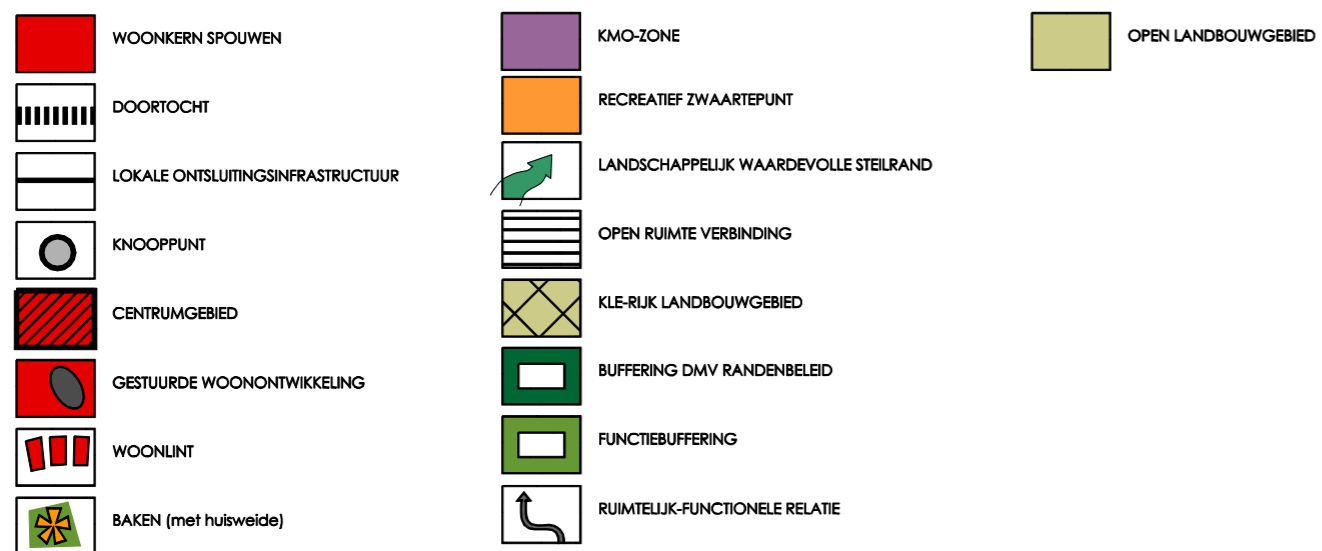 WOONKERN SPOUWEN
DOORTOCHT
LOKALE ONTSLUITINGSINFRASTRUCTUUR
KNOOPPUNT
CENTRUMGEBIED
GESTUURDE WOONONTWIKKELING
WOONLINT
BAKEN (met huisweide)
KMO-ZONE
RECREATIEF ZWAARTEPUNT
LANDSCHAPPELIJK WAARDEVOLLE STEILRAND
OPEN RUIMTE VERBINDING
KLE-RIJK LANDBOUWGEBIED
BUFFERING DMV RANDENBELEID
FUNCTIEBUFFERING
RUIMTELIJK-FUNCTIONELE RELATIE
OPEN LANDBOUWGEBIED